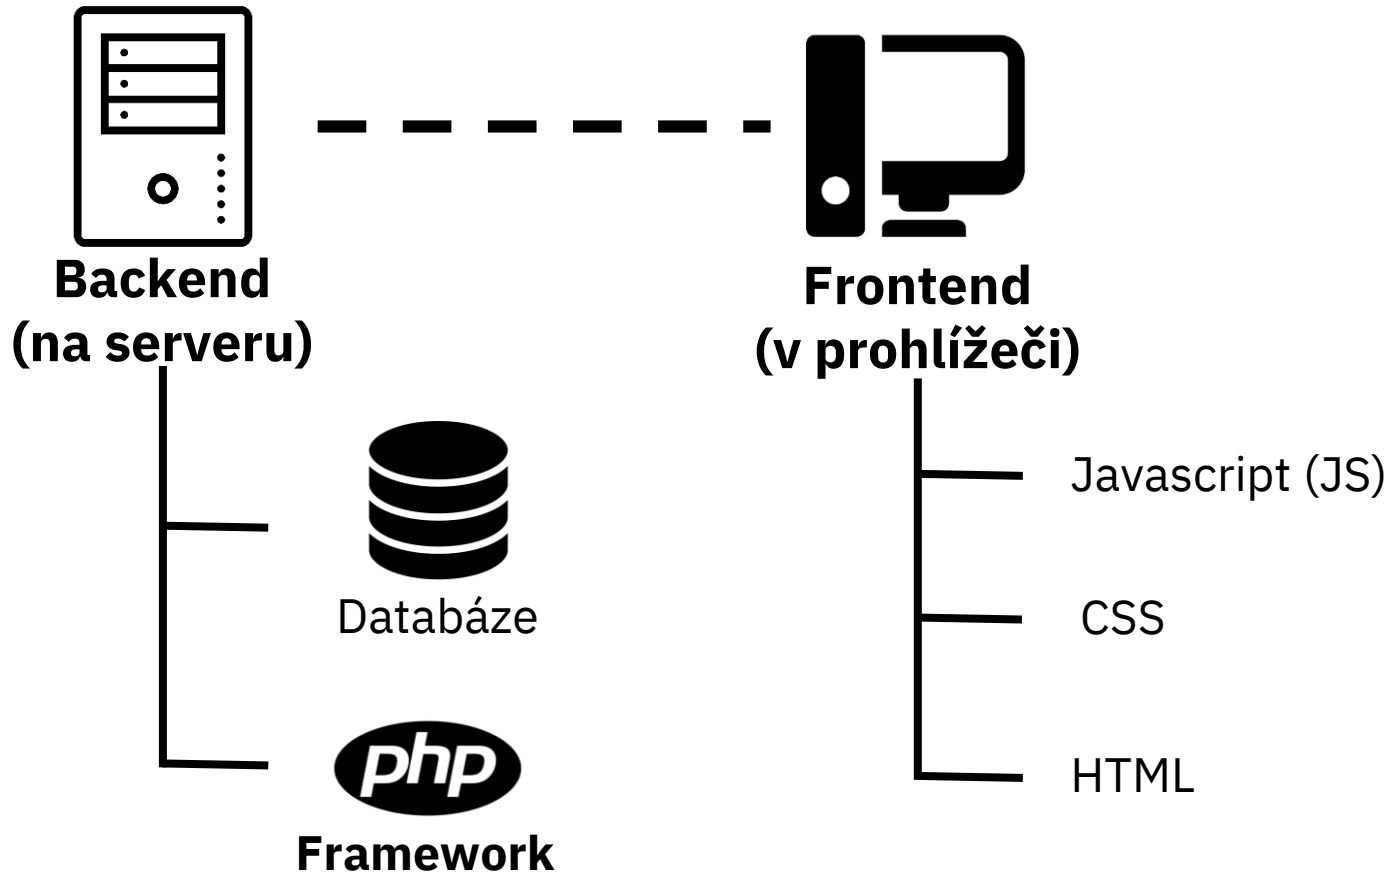 Backend
(na serveru)
Databáze
php
Framework
Frontend
(v prohlížeči)
Javascript (JS)
CSS
HTML